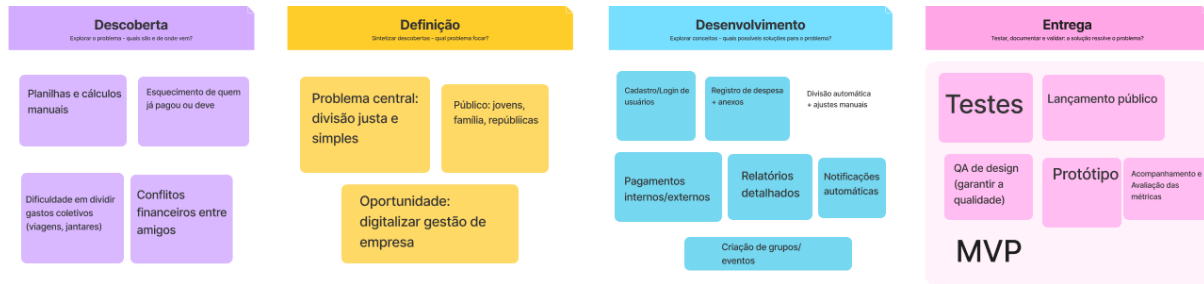 Descoberta
Explorar o problema - quais são e de onde vem?
Planilhas e cálculos
manuais
Esquecimento de quem
já pagou ou deve
Dificuldade em dividir
gastos coletivos
(viagens, jantares)
Conflitos
financeiros entre
amigos
Definição
Sintetizar descobertas - qual problema focar?
Problema central:
divisão justa e
simples
Público: jovens,
família, repúbliicas
Oportunidade:
digitalizar gestão de
empresa
Desenvolvimento
Explorar conceitos - quais possíveis soluções para o problema?
Cadastro/Login de
usuários
Registro de despesa
+ anexos
Divisão automática
+ ajustes manuais
Pagamentos
internos/externos
Relatórios
detalhados
Notificações
automáticas
Criação de grupos/
eventos
Entrega
Testar, documentar e validar: a solução resolve o problema?
Testes
Lançamento público
QA de design
(garantir a
qualidade)
Protótipo
Acompanhamento e
Avaliação das
métricas
MVP